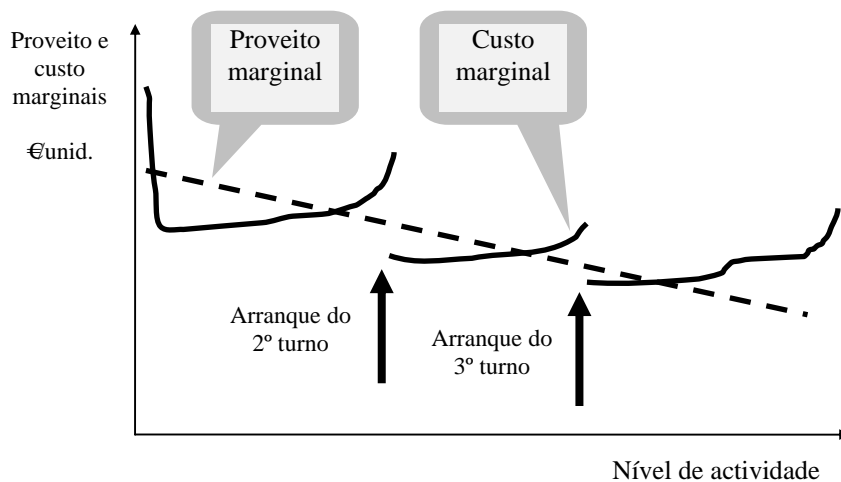 Proveito e
custo
marginais
€/unid.
Proveito
marginal
Custo
marginal
Arranque do
2º turno
Arranque do
3º turno
Nível de actividade